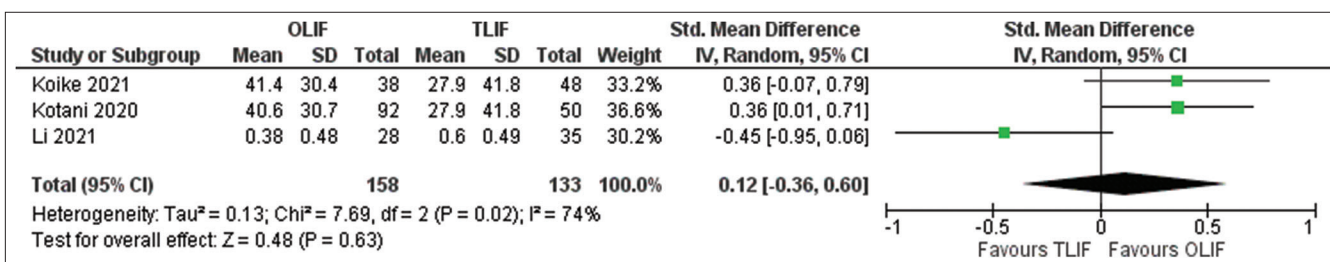 OLIF TLIF Std. Mean Difference Std. Mean Difference
Study or Subgroup Mean SD Total Mean SD Total Weight IV, Random, 95% CI IV, Random, 95% CI
Koike 2021 41.4 30.4 38 27.9 41.8 48 33.2% 0.36 [-0.07, 0.79]
Kotani 2020 40.6 30.7 92 27.9 41.8 50 36.6% 0.36 [0.01, 0.71]
Li 2021 0.38 0.48 28 0.6 0.49 35 30.2% -0.45 [-0.95, 0.06]
Total (95% CI) 158 133 100.0% 0.12 [-0.36, 0.60]
Heterogeneity: Tau² = 0.13; Chi² = 7.69, df = 2 (P = 0.02); I² = 74%
Test for overall effect: Z = 0.48 (P = 0.63)
-1 -0.5 0 0.5 1
Favours TLIF Favours OLIF